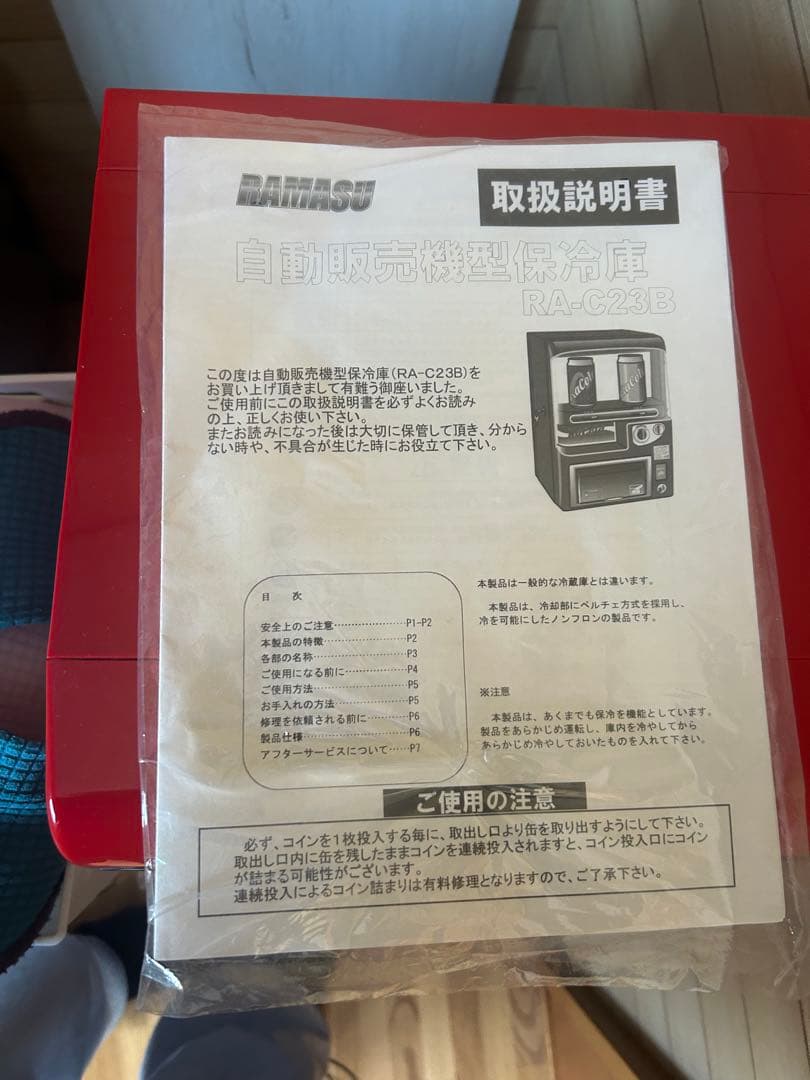 RAMASU
取扱説明書
自動販売機型保冷庫
RA-C23B
この度は自動販売機型保冷庫(RA-C23B)を
お買い上げ頂きまして有難う御座いました。
ご使用前にこの取扱説明書を必ずよくお読み
の上、正しくお使い下さい。
またお読みになった後は大切に保管して頂き、分から
ない時や、不具合が生じた時にお役立て下さい。
目 次
安全上のご注意……………………P1-P2
本製品の特徴………………………P2
各部の名称…………………………P3
ご使用になる前に…………………P4
ご使用方法…………………………P5
お手入れの方法……………………P5
修理を依頼される前に……………P6
製品仕様……………………………P6
アフターサービスについて………P7
本製品は一般的な冷蔵庫とは違います。
本製品は、冷却部にペルチェ方式を採用し、
冷を可能にしたノンフロンの製品です。
※注意
本製品は、あくまでも保冷を機能としています。
製品をあらかじめ運転し、庫内を冷やしてから
あらかじめ冷やしておいたものを入れて下さい。
ご使用の注意
必ず、コインを1枚投入する毎に、取出し口より缶を取り出すようにして下さい。
取出し口内に缶を残したままコインを連続投入されますと、コイン投入口にコイン
が詰まる可能性がございます。
連続投入によるコイン詰まりは有料修理となりますので、ご了承下さい。